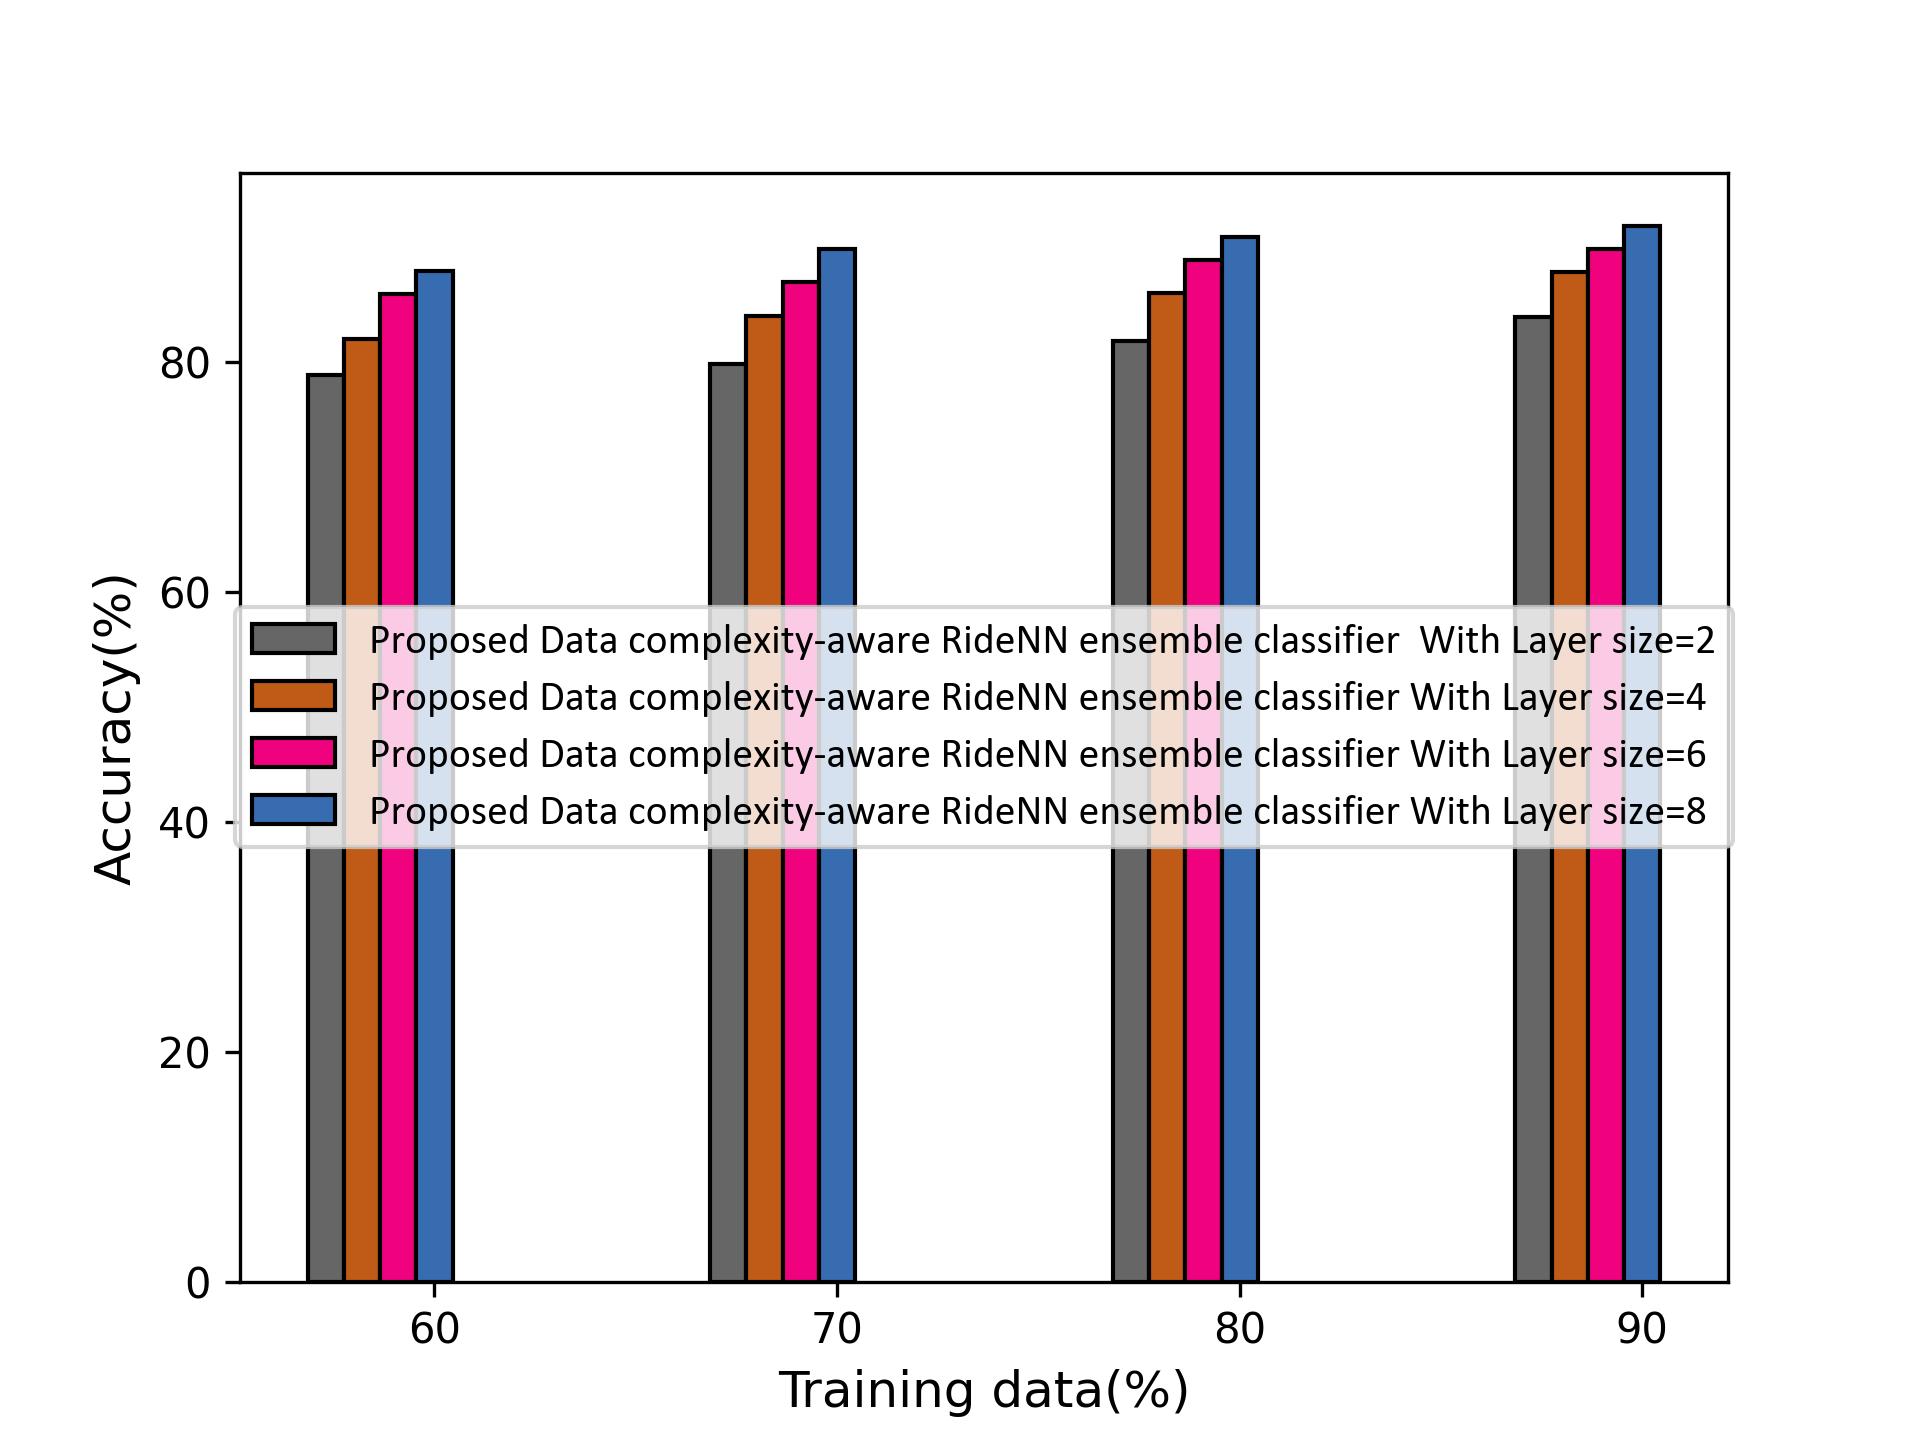 80
60
40
20
0
Accuracy(%)
Proposed Data complexity-aware RideNN ensemble classifier  With Layer size=2
Proposed Data complexity-aware RideNN ensemble classifier With Layer size=4
Proposed Data complexity-aware RideNN ensemble classifier With Layer size=6
Proposed Data complexity-aware RideNN ensemble classifier With Layer size=8
60 70 80 90
Training data(%)